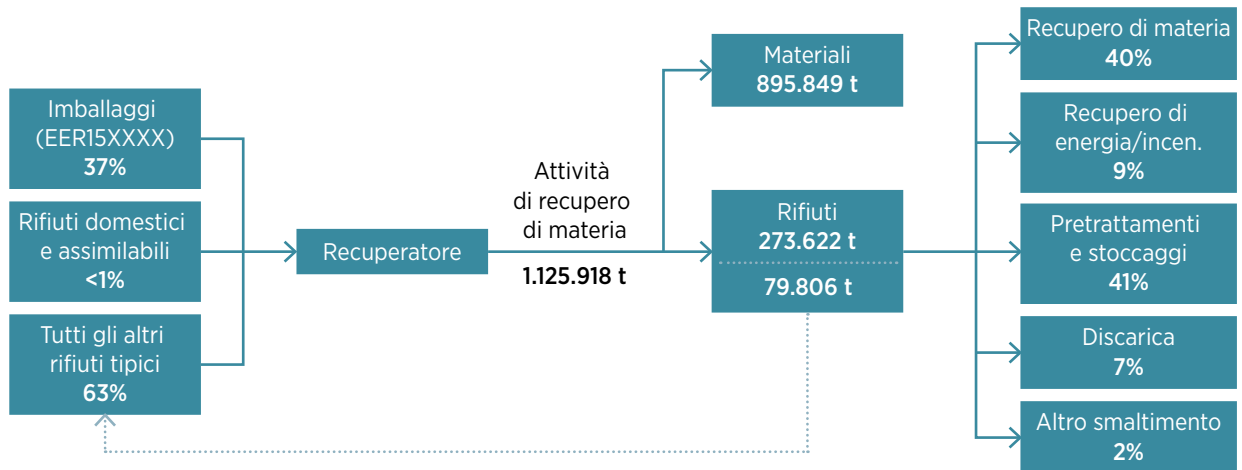 Imballaggi
(EER15XXXX)
37%
Rifiuti domestici
e assimilabili
<1%
Tutti gli altri
rifiuti tipici
63%
Recuperatore
Attività
di recupero
di materia
1.125.918 t
Materiali
895.849 t
Rifiuti
273.622 t
79.806 t
Recupero di materia
40%
Recupero di
energia/incen.
9%
Pretrattamenti
e stoccaggi
41%
Discarica
7%
Altro smaltimento
2%